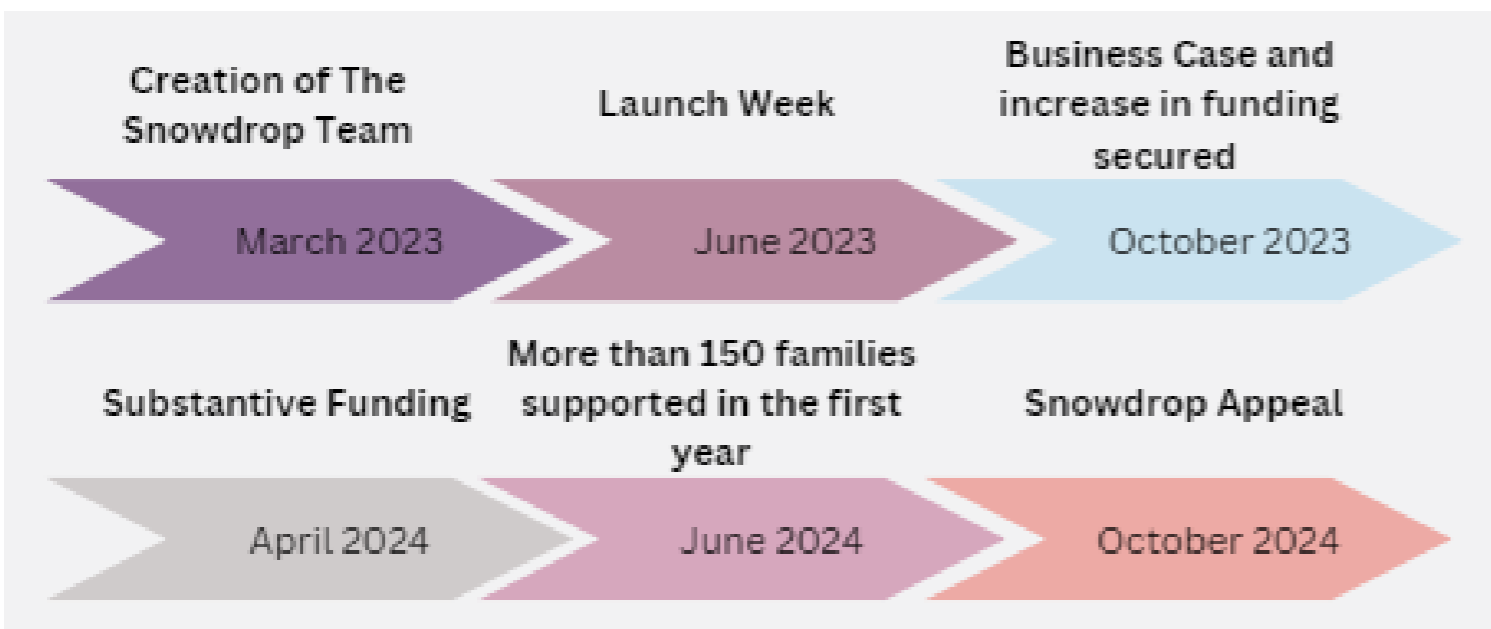 Creation of The
Snowdrop Team
March 2023
Launch Week
June 2023
Business Case and
increase in funding
secured
October 2023
Substantive Funding
April 2024
More than 150 families
supported in the first
year
June 2024
Snowdrop Appeal
October 2024